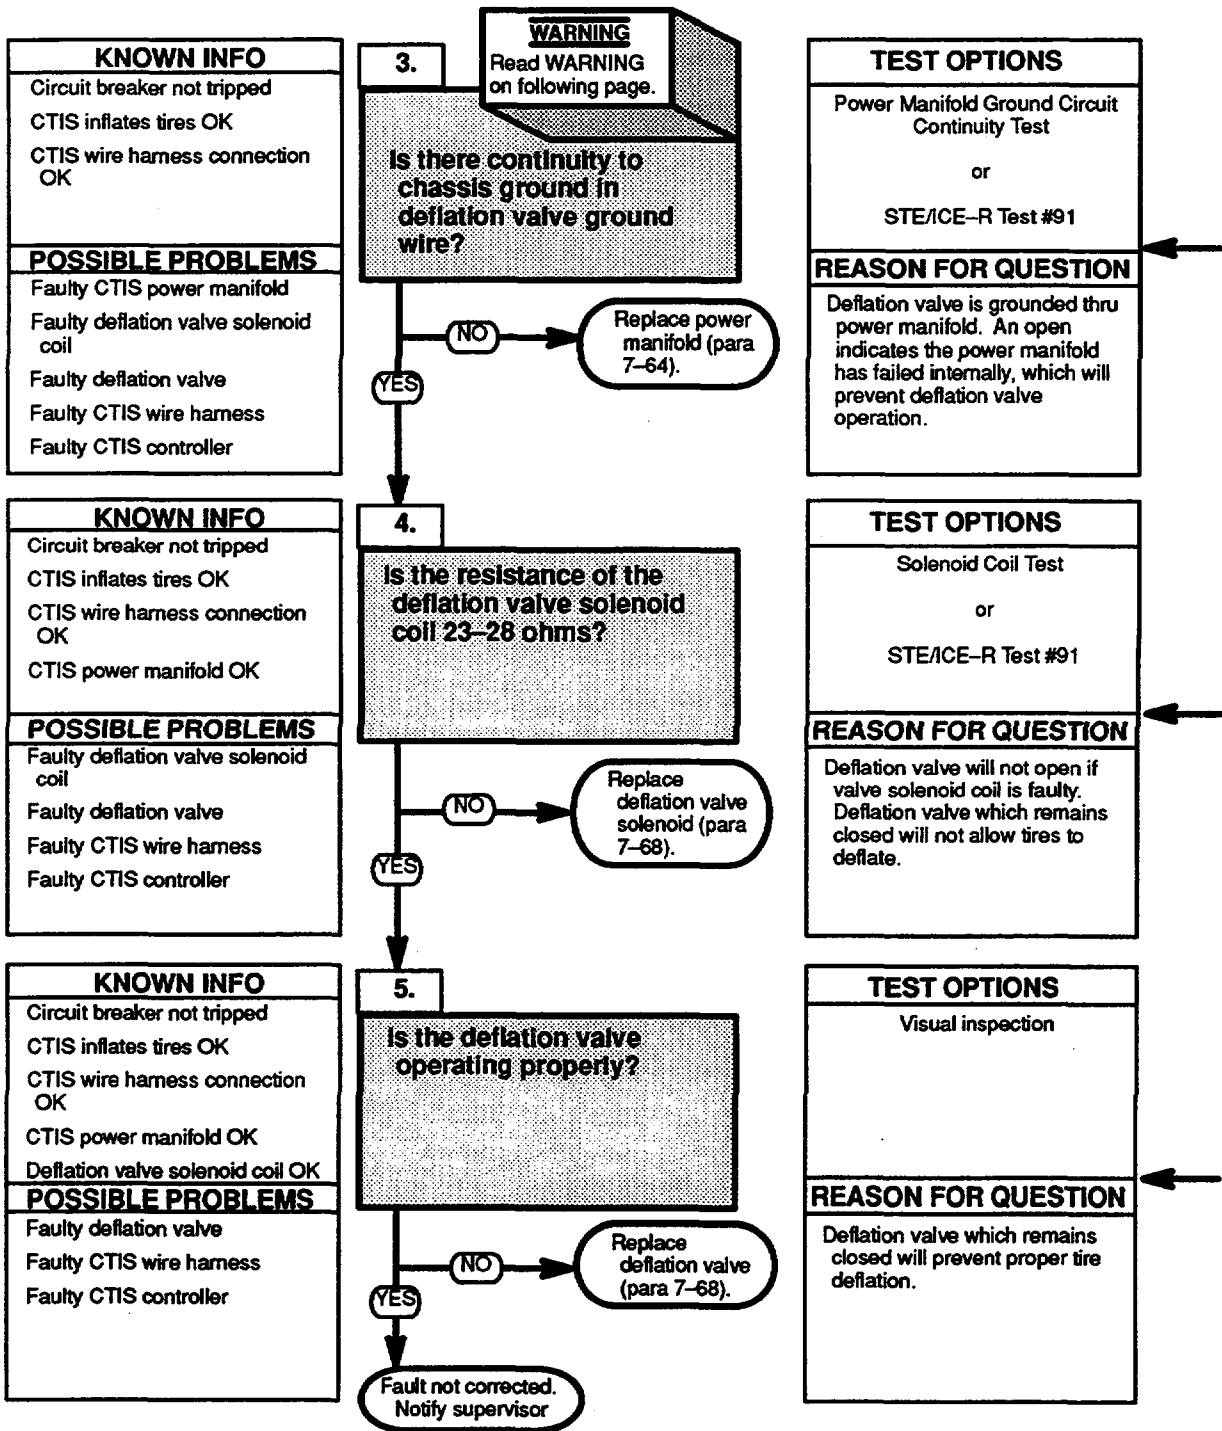 KNOWN INFO
Circuit breaker not tripped
CTIS inflates tires OK
CTIS wire harness connection
OK
POSSIBLE PROBLEMS
Faulty CTIS power manifold
Faulty deflation valve solenoid
coil
Faulty deflation valve
Faulty CTIS wire harness
Faulty CTIS controller
3.
WARNING
Read WARNING
on following page.
Is there continuity to
chassis ground in
deflation valve ground
wire?
NO
Replace power
manifold (para
7–64).
YES
TEST OPTIONS
Power Manifold Ground Circuit
Continuity Test
or
STE/ICE–R Test #91
REASON FOR QUESTION
Deflation valve is grounded thru
power manifold. An open
indicates the power manifold
has failed internally, which will
prevent deflation valve
operation.
KNOWN INFO
Circuit breaker not tripped
CTIS inflates tires OK
CTIS wire harness connection
OK
CTIS power manifold OK
POSSIBLE PROBLEMS
Faulty deflation valve solenoid
coil
Faulty deflation valve
Faulty CTIS wire harness
Faulty CTIS controller
4.
Is the resistance of the
deflation valve solenoid
coil 23–28 ohms?
NO
Replace
deflation valve
solenoid (para
7–68).
YES
TEST OPTIONS
Solenoid Coil Test
or
STE/ICE–R Test #91
REASON FOR QUESTION
Deflation valve will not open if
valve solenoid coil is faulty.
Deflation valve which remains
closed will not allow tires to
deflate.
KNOWN INFO
Circuit breaker not tripped
CTIS inflates tires OK
CTIS wire harness connection
OK
CTIS power manifold OK
Deflation valve solenoid coil OK
POSSIBLE PROBLEMS
Faulty deflation valve
Faulty CTIS wire harness
Faulty CTIS controller
5.
Is the deflation valve
operating properly?
NO
Replace
deflation valve
(para 7–68).
YES
Fault not corrected.
Notify supervisor
TEST OPTIONS
Visual inspection
REASON FOR QUESTION
Deflation valve which remains
closed will prevent proper tire
deflation.